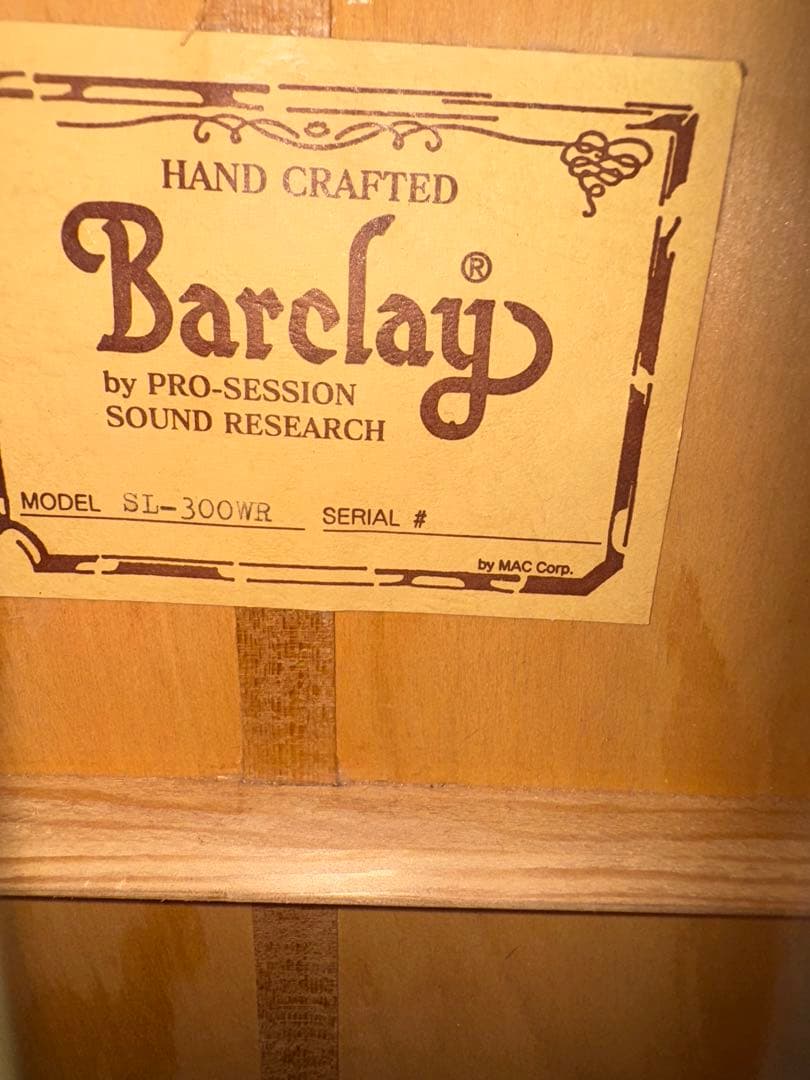 HAND CRAFTED
Barclay®
by PRO-SESSION
SOUND RESEARCH
MODEL SL-300WR SERIAL #
by MAC Corp.